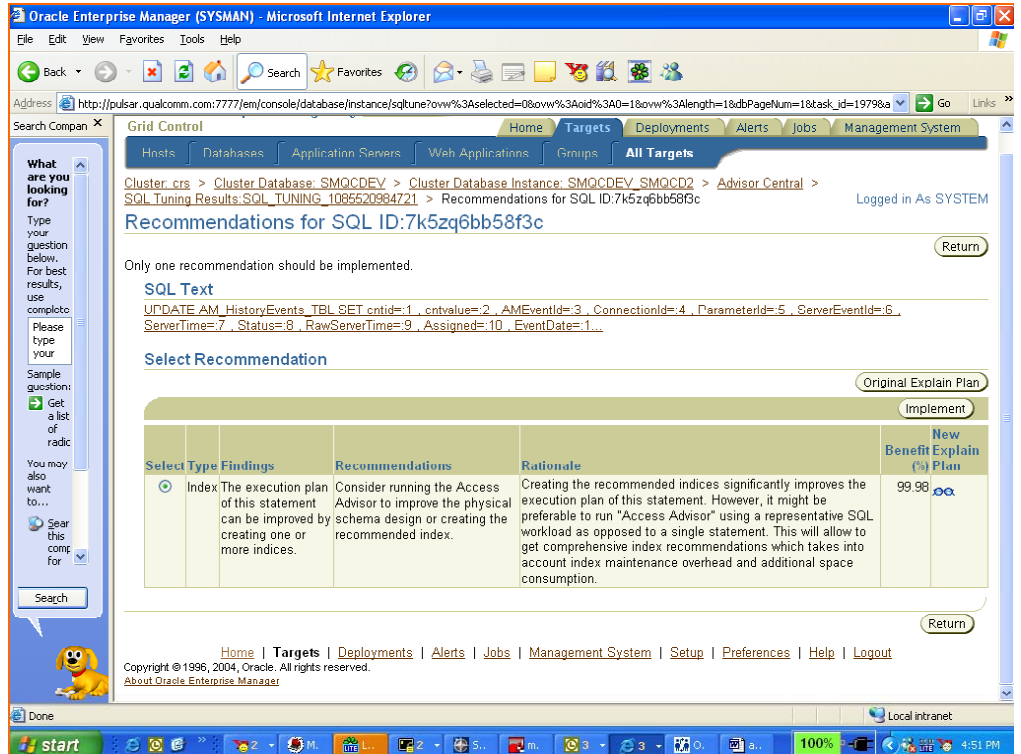 Oracle Enterprise Manager (SYSMAN) - Microsoft Internet Explorer
File Edit View Favorites Tools Help
Back Search Favorites
Address http://pulsar.qualcomm.com:7777/em/console/database/instance/sqltune?ovw%3Aselected=0&ovw%3Aoid%3A0=1&ovw%3Alength=1&dbPageNum=1&task_id=1979&a Go Links »
Search Compan X
What are you looking for?
Type your question below. For best results, use complete
Please type your
Sample question:
Get a list of radic
You may also want to...
Sear this comp for
Search
Grid Control
Home Targets Deployments Alerts Jobs Management System
Hosts Databases Application Servers Web Applications Groups All Targets
Cluster: crs > Cluster Database: SMQCDEV > Cluster Database Instance: SMQCDEV_SMQCD2 > Advisor Central >
SQL Tuning Results:SQL_TUNING_1085520984721 > Recommendations for SQL ID:7k5zq6bb58f3c
Logged in As SYSTEM
Recommendations for SQL ID:7k5zq6bb58f3c
Return
Only one recommendation should be implemented.
SQL Text
UPDATE AM_HistoryEvents_TBL SET cntid=:1 , cntvalue=:2 , AMEventId=:3 , ConnectionId=:4 , ParameterId=:5 , ServerEventId=:6 ,
ServerTime=:7 , Status=:8 , RawServerTime=:9 , Assigned=:10 , EventDate=:1...
Select Recommendation
Original Explain Plan
Implement
Select Type Findings Recommendations Rationale Benefit (%) New Explain Plan
Index
The execution plan of this statement can be improved by creating one or more indices.
Consider running the Access Advisor to improve the physical schema design or creating the recommended index.
Creating the recommended indices significantly improves the execution plan of this statement. However, it might be preferable to run "Access Advisor" using a representative SQL workload as opposed to a single statement. This will allow to get comprehensive index recommendations which takes into account index maintenance overhead and additional space consumption.
99.98
Return
Home | Targets | Deployments | Alerts | Jobs | Management System | Setup | Preferences | Help | Logout
Copyright © 1996, 2004, Oracle. All rights reserved.
About Oracle Enterprise Manager
Done
Local intranet
start » 2 M. L.. 2 S.. m. 3 3 O. a.. 100% 4:51 PM